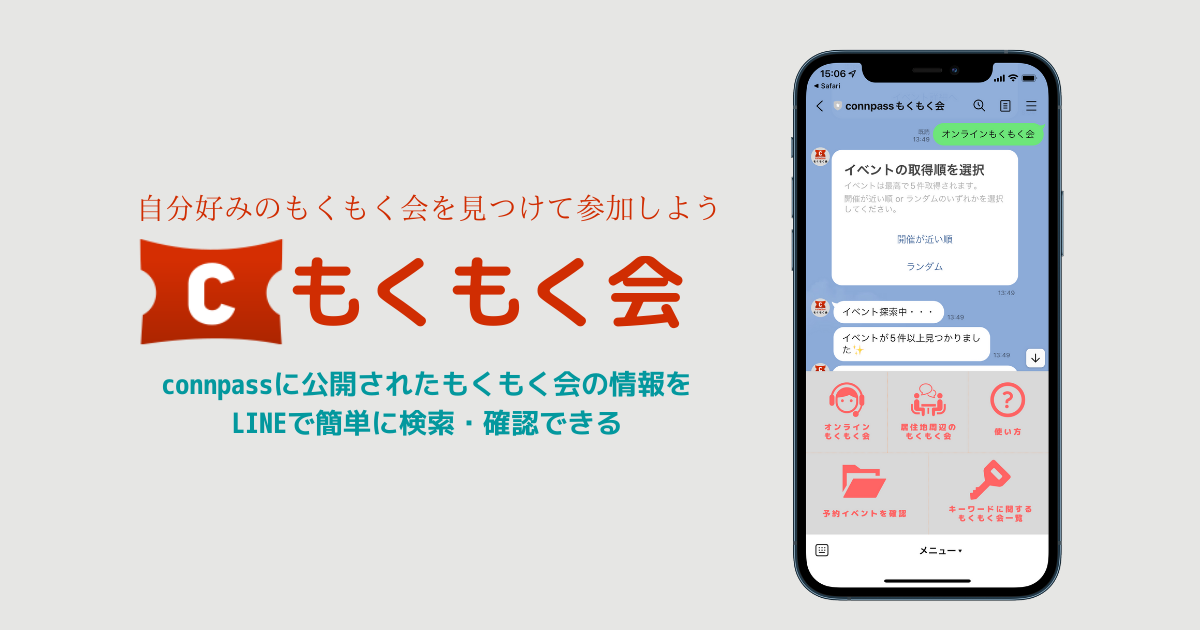 自分好みのもくもく会を見つけて参加しよう
C
もくもく会
connpassに公開されたもくもく会の情報を
LINEで簡単に検索・確認できる
15:06
◀ Safari
connpassもくもく会
既読
13:49
オンラインもくもく会
C
もくもく会
イベントの取得順を選択
イベントは最高で5件取得されます。
開催が近い順 or ランダムのいずれかを選択
してください。
開催が近い順
ランダム
13:49
C
もくもく会
イベント探索中・・・
13:49
イベントが5件以上見つかりまし
た✨
13:49
C
オンライン
もくもく会
居住地周辺の
もくもく会
?
使い方
予約イベントを確認
キーワードに関する
もくもく会一覧
メニュー▾